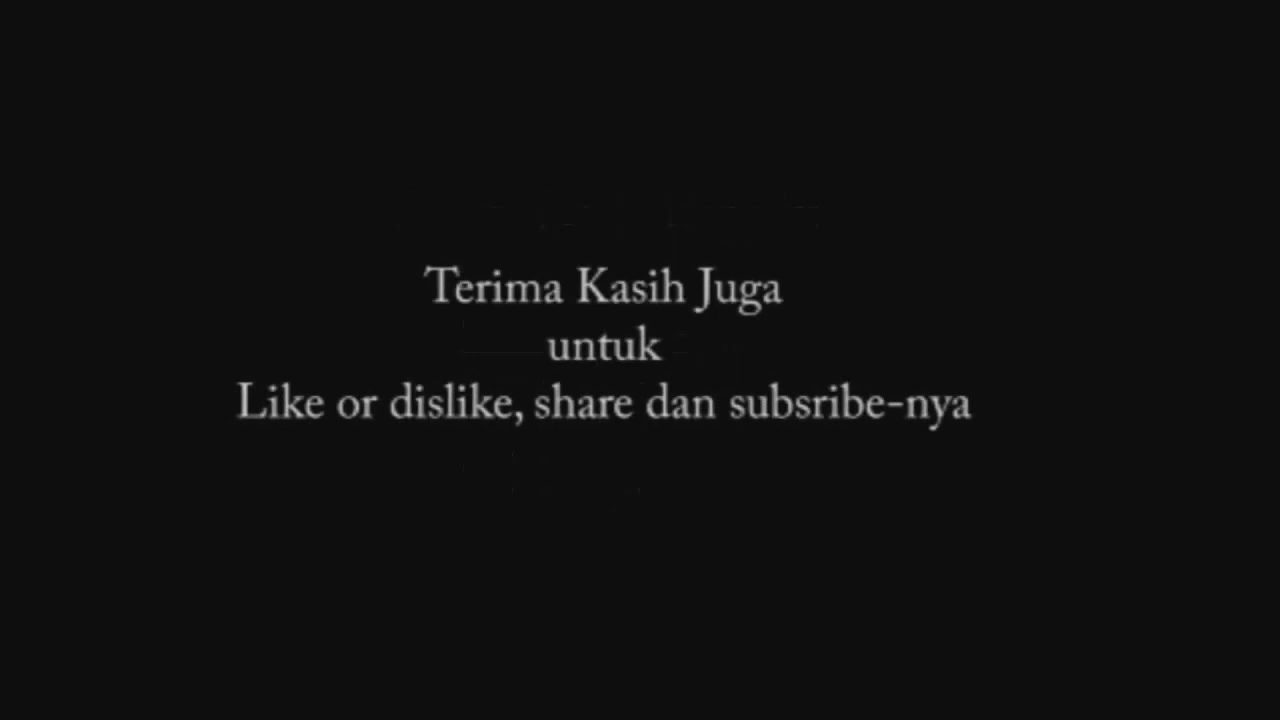 Terima Kasih Juga
untuk
Like or dislike, share dan subsribe-nya